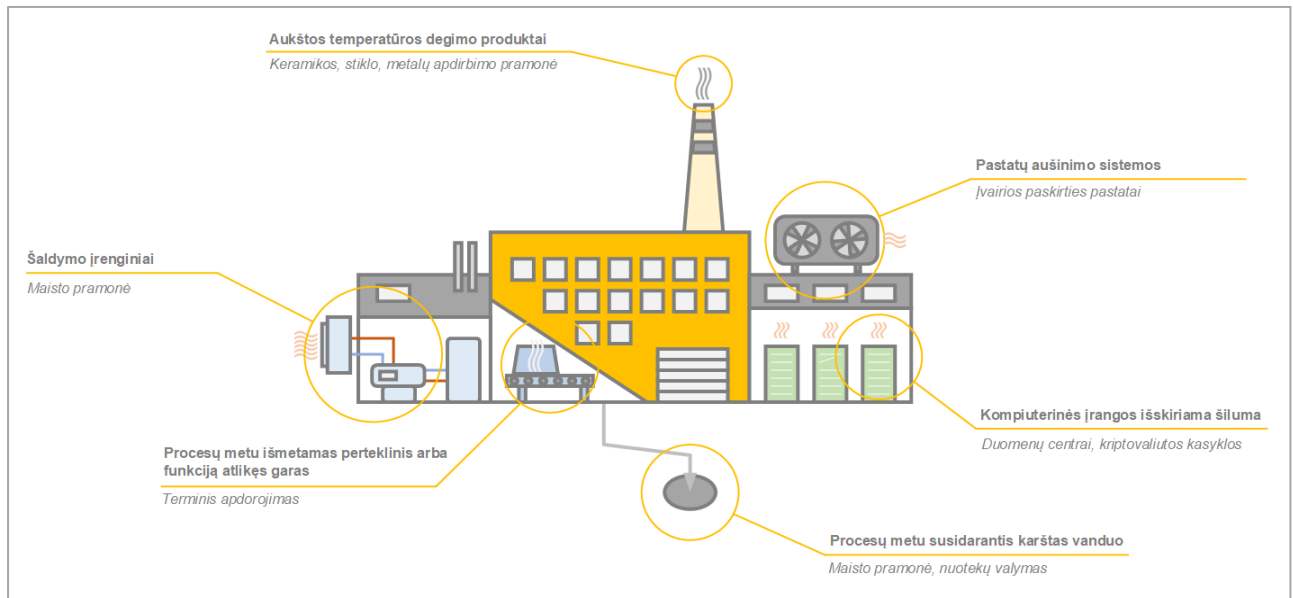 Aukštos temperatūros degimo produktai
Keramikos, stiklo, metalų apdirbimo pramonė
Pastatų aušinimo sistemos
Įvairios paskirties pastatai
Šaldymo įrenginiai
Maisto pramonė
Kompiuterinės įrangos išskiriama šiluma
Duomenų centrai, kriptovaliutos kasyklos
Procesų metu išmetamas perteklinis arba
funkciją atlikęs garas
Terminis apdorojimas
Procesų metu susidarantis karštas vanduo
Maisto pramonė, nuotekų valymas